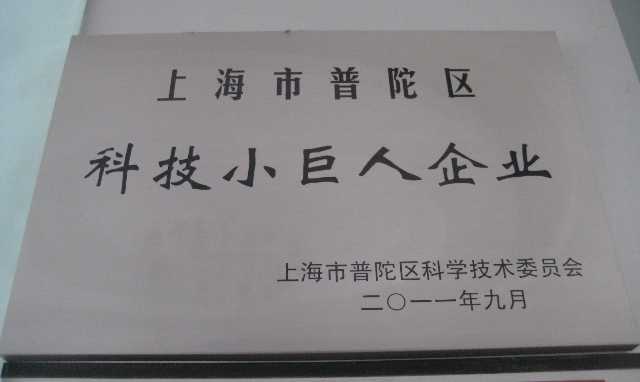 上海市普陀区
科技小巨人企业
上海市普陀区科学技术委员会
二〇一一年九月